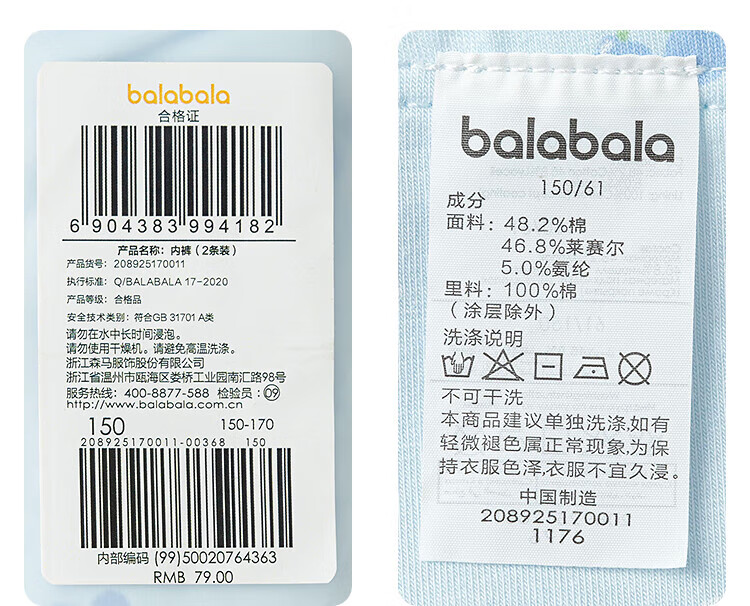 balabala
合格证
6 904383 994182
产品名称：内裤（2条装）
产品货号：208925170011
执行标准：Q/BALABALA 17-2020
产品等级：合格品
安全技术类别：符合GB 31701 A类
请勿在水中长时间浸泡。
请勿使用干燥机。请避免高温洗涤。
浙江森马服饰股份有限公司
浙江省温州市瓯海区娄桥工业园南汇路98号
服务热线：400-8877-588 检验员：09
http://www.balabala.com.cn
150 150-170
208925170011-00368 150
内部编码 (99)50020764363
RMB 79.00
balabala
150/61
成分
面料：48.2%棉
46.8%莱赛尔
5.0%氨纶
里料：100%棉
（涂层除外）
洗涤说明
不可干洗
本商品建议单独洗涤,如有
轻微褪色属正常现象,为保
持衣服色泽,衣服不宜久浸。
中国制造
208925170011
1176